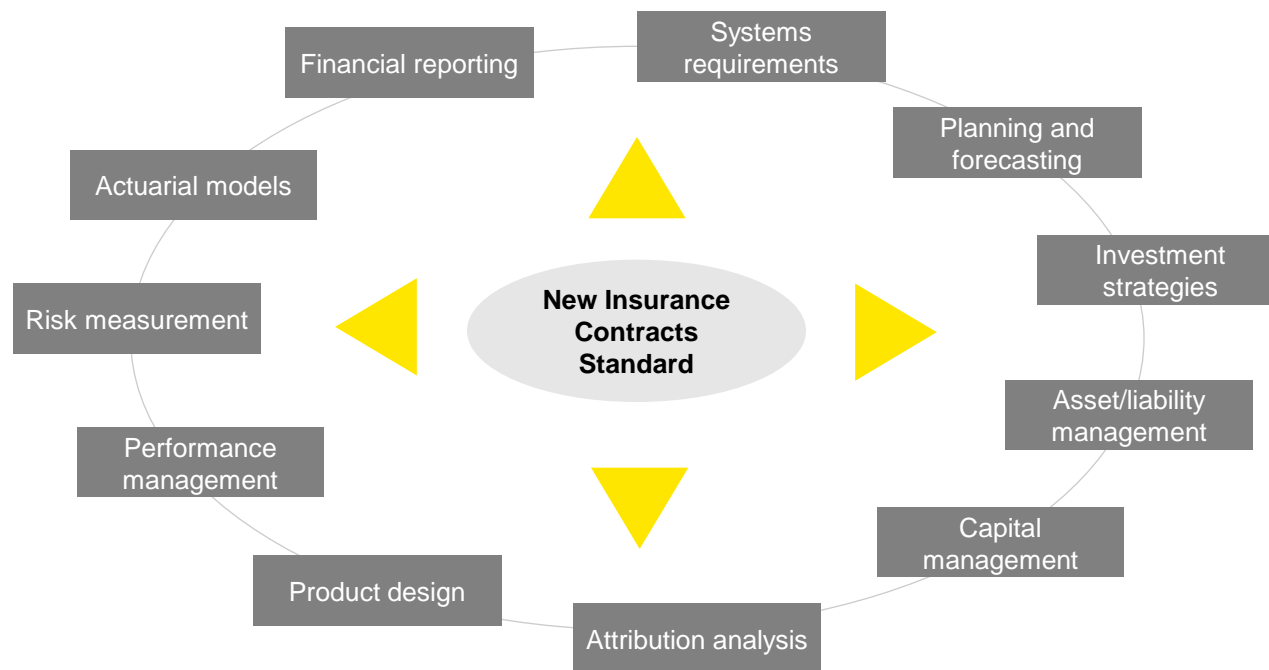 Systems
requirements
Financial reporting
Planning and
forecasting
Actuarial models
Investment
strategies
New Insurance
Contracts
Standard
Risk measurement
Asset/liability
management
Performance
management
Capital
management
Product design
Attribution analysis